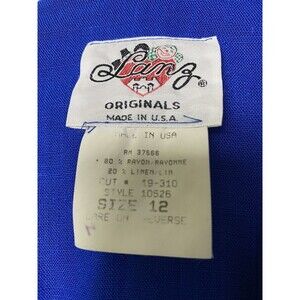 Lanz
®
ORIGINALS
MADE IN U.S.A.
MADE IN USA
RN 37566
80 % RAYON/RAYONNE
20 % LINEN/LIN
CUT # 19-310
STYLE 10526
SIZE 12
CARE ON REVERSE